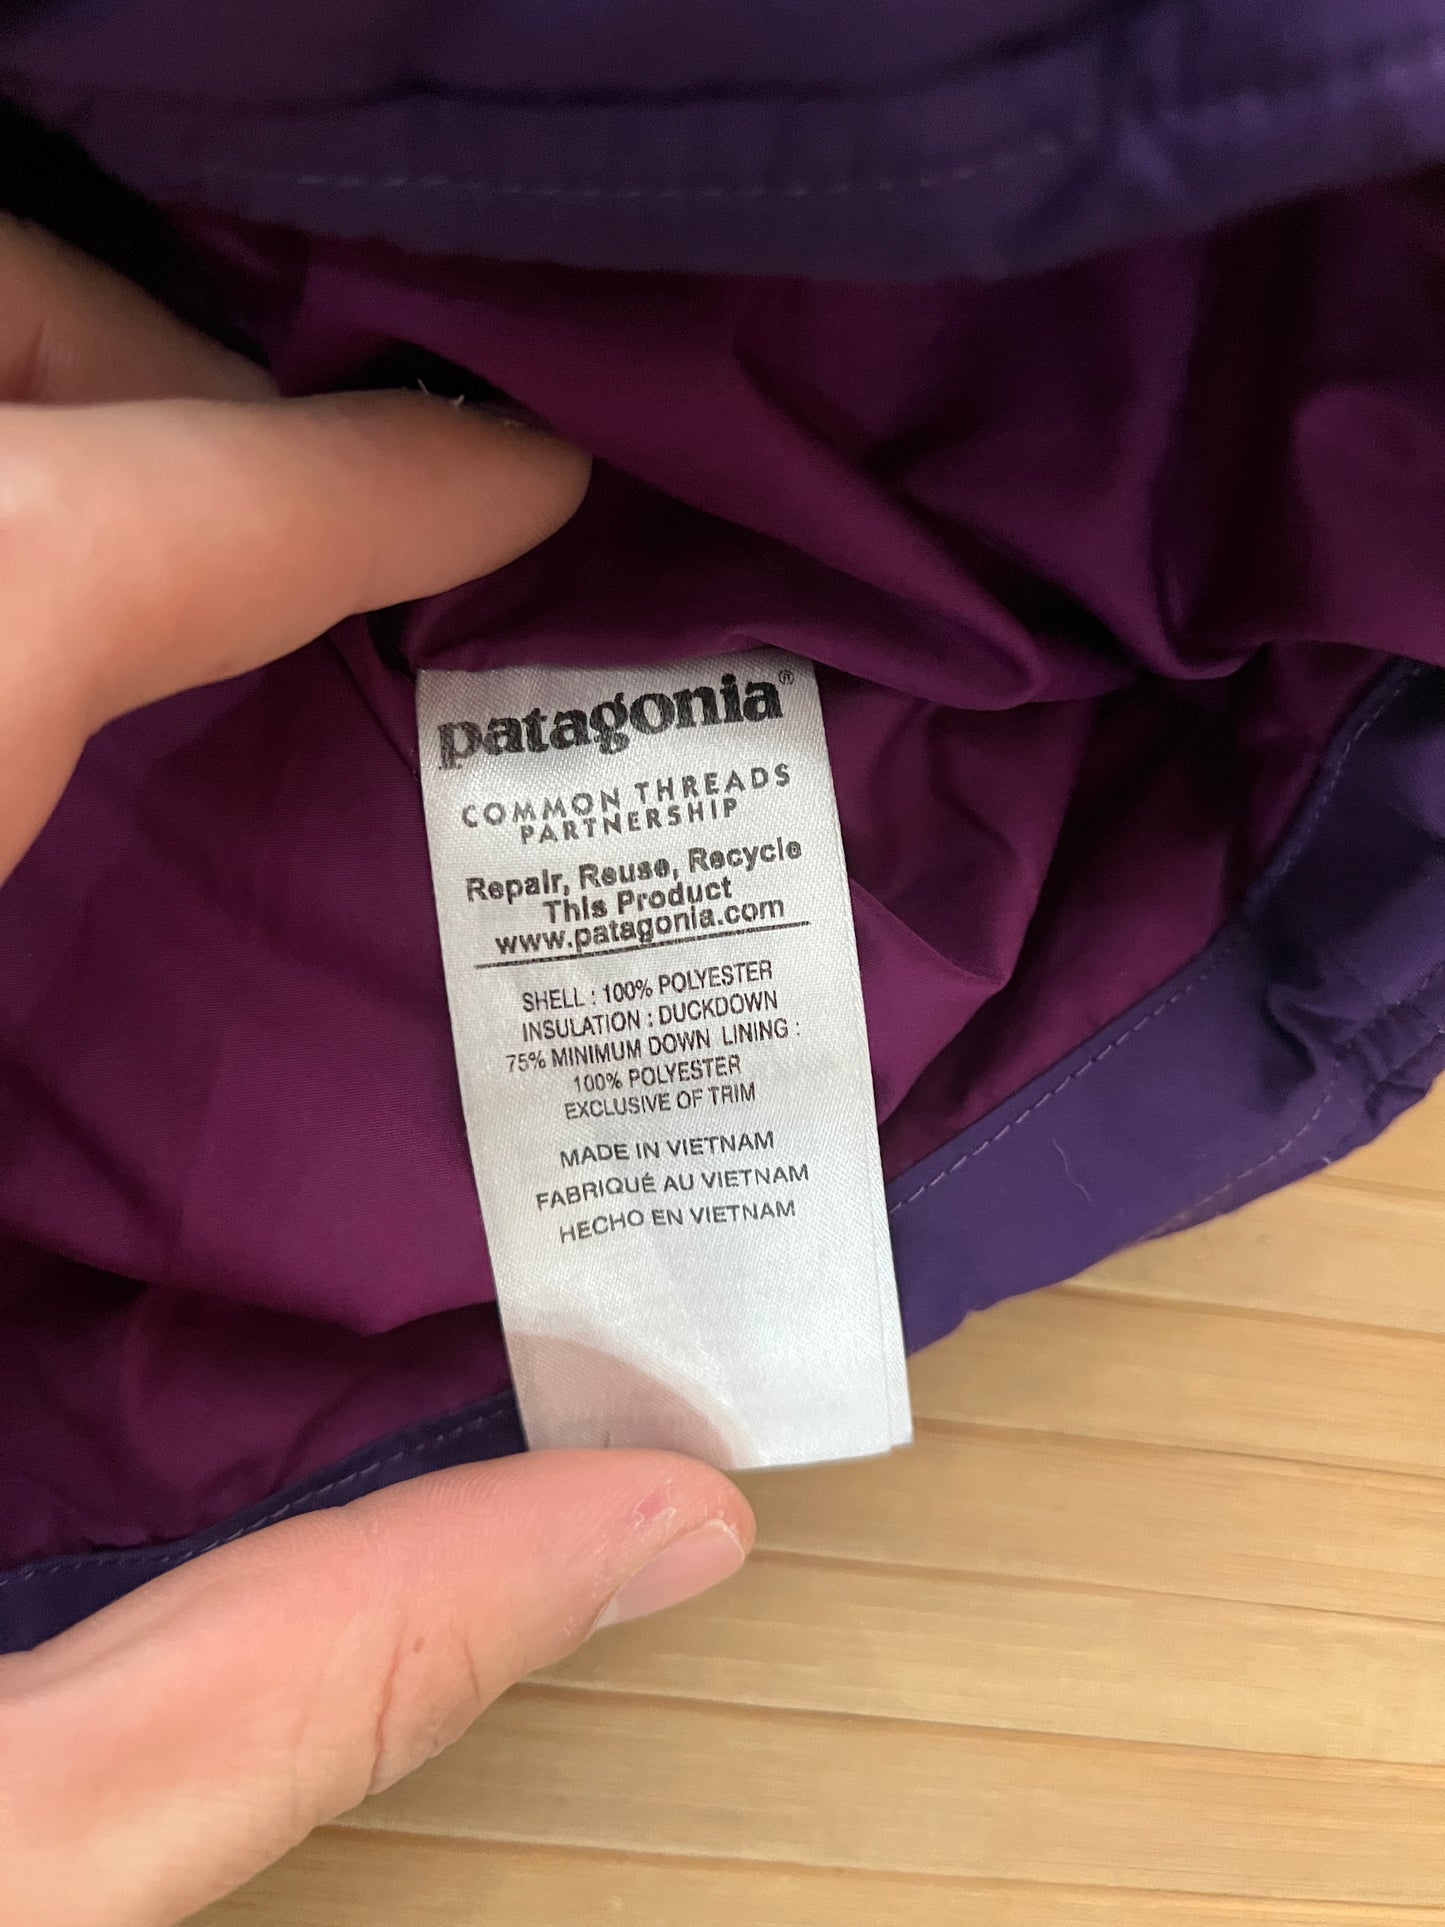 patagonia®
COMMON THREADS
PARTNERSHIP
Repair, Reuse, Recycle
This Product
www.patagonia.com
SHELL : 100% POLYESTER
INSULATION : DUCKDOWN
75% MINIMUM DOWN LINING :
100% POLYESTER
EXCLUSIVE OF TRIM
MADE IN VIETNAM
FABRIQUÉ AU VIETNAM
HECHO EN VIETNAM